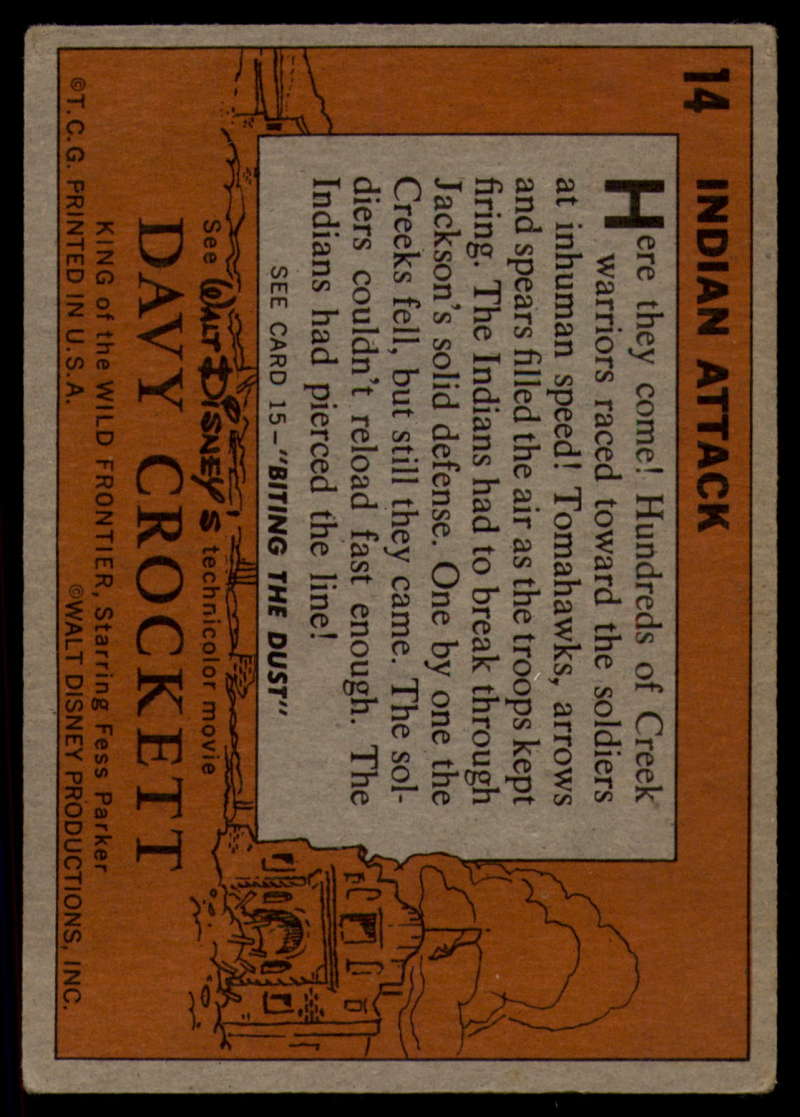 14 INDIAN ATTACK
Here they come! Hundreds of Creek
warriors raced toward the soldiers
at inhuman speed! Tomahawks, arrows
and spears filled the air as the troops kept
firing. The Indians had to break through
Jackson's solid defense. One by one the
Creeks fell, but still they came. The sol-
diers couldn't reload fast enough. The
Indians had pierced the line!
SEE CARD 15—"BITING THE DUST"
See WALT DISNEY'S technicolor movie
DAVY CROCKETT
KING of the WILD FRONTIER, Starring Fess Parker
©T.C.G. PRINTED IN U.S.A. ©WALT DISNEY PRODUCTIONS, INC.